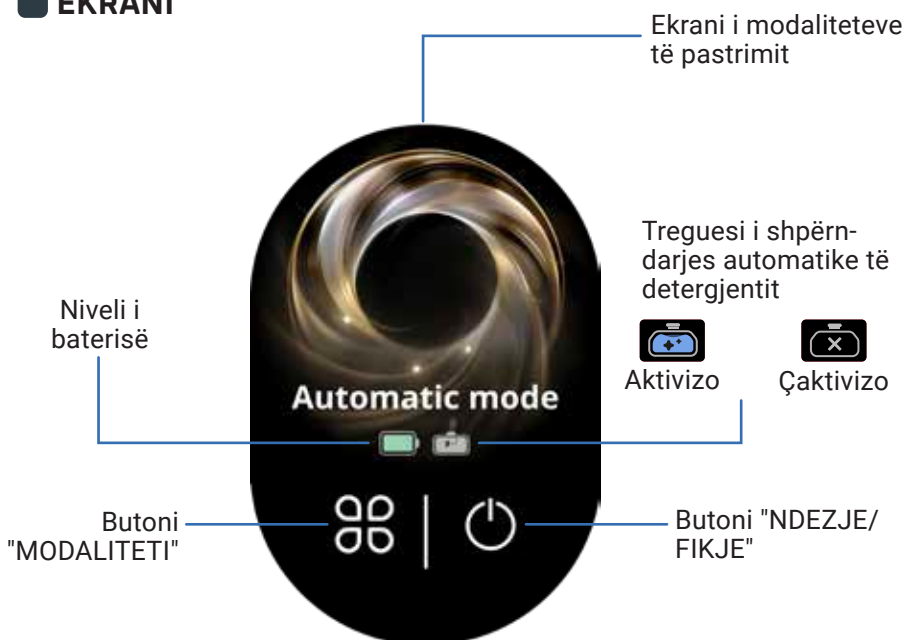 EKRANI
Ekrani i modaliteteve
të pastrimit
Treguesi i shpërn-
darjes automatike të
detergjentit
Aktivizo
Çaktivizo
Niveli i
baterisë
Automatic mode
Butoni
"MODALITETI"
Butoni "NDEZJE/
FIKJE"